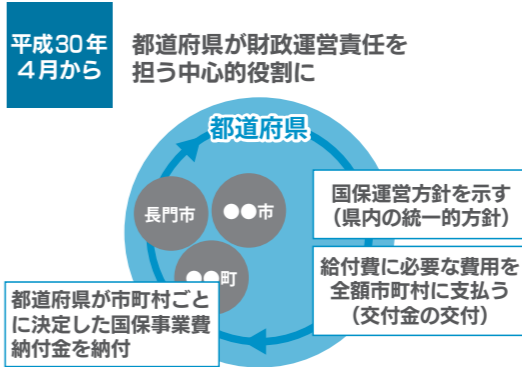 平成30年
4月から
都道府県が財政運営責任を
担う中心的役割に
都道府県
長門市
●●市
●●町
国保運営方針を示す
(県内の統一的方針)
給付費に必要な費用を
全額市町村に支払う
(交付金の交付)
都道府県が市町村ごと
に決定した国保事業費
納付金を納付